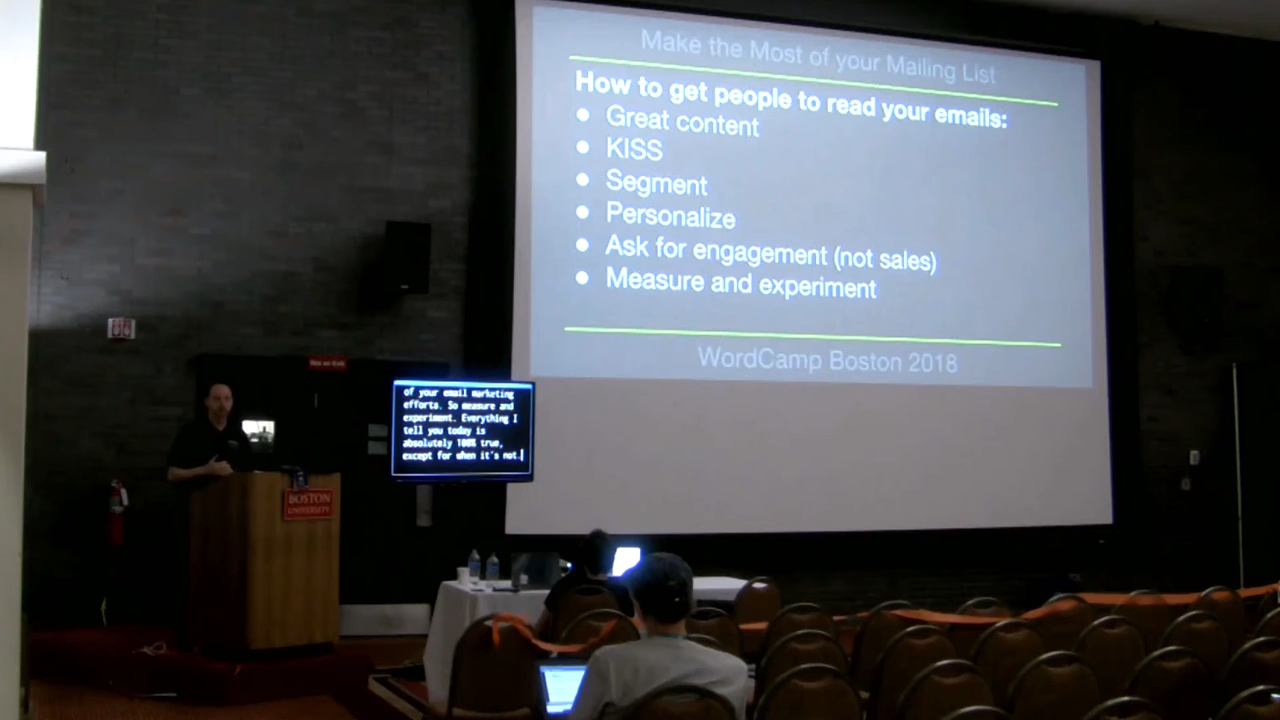 Make the Most of your Mailing List
How to get people to read your emails:
● Great content
● KISS
● Segment
● Personalize
● Ask for engagement (not sales)
● Measure and experiment
WordCamp Boston 2018
of your email marketing
efforts. So measure and
experiment. Everything I
tell you today is
absolutely 100% true,
except for when it's not.
BOSTON
UNIVERSITY